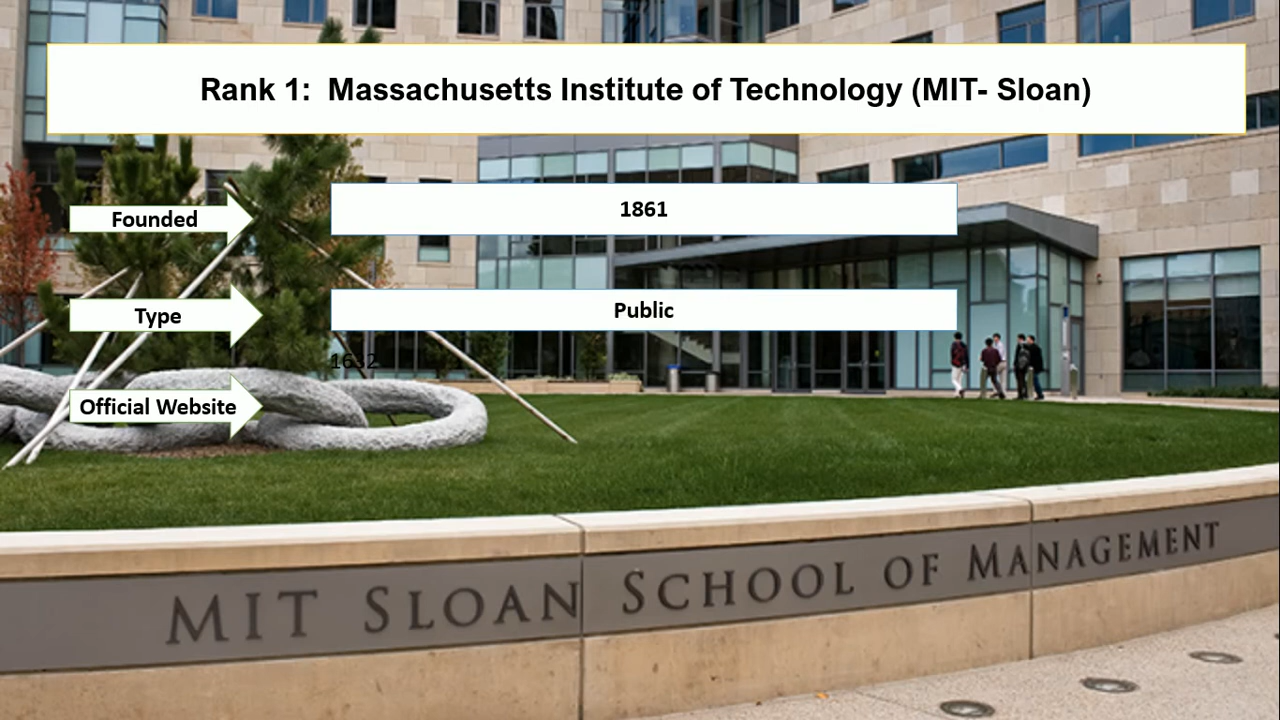 Rank 1: Massachusetts Institute of Technology (MIT- Sloan)
Founded
1861
Type
Public
1632
Official Website
MIT SLOAN SCHOOL OF MANAGEMENT